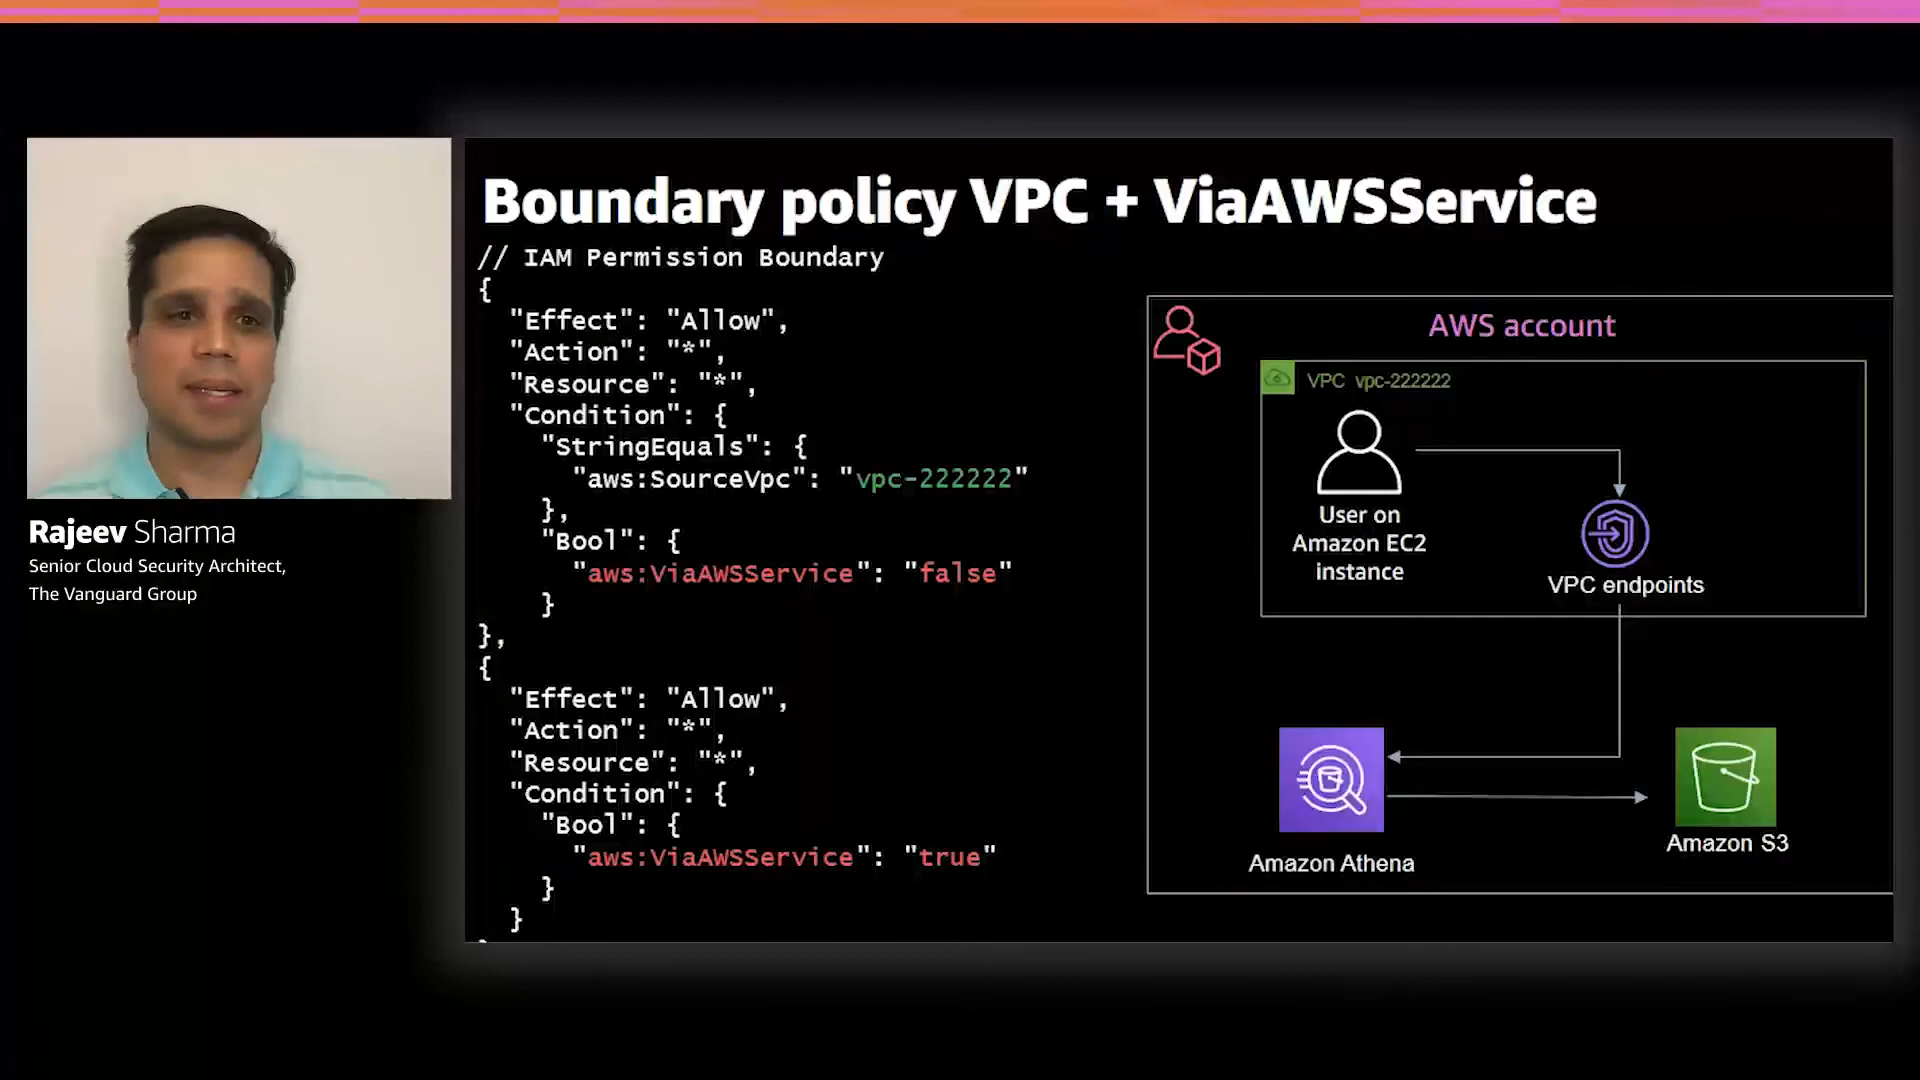 Rajeev Sharma
Senior Cloud Security Architect,
The Vanguard Group
Boundary policy VPC + ViaAWSService
// IAM Permission Boundary
{
"Effect": "Allow",
"Action": "*",
"Resource": "*",
"Condition": {
"StringEquals": {
"aws:SourceVpc": "vpc-222222"
},
"Bool": {
"aws:ViaAWSService": "false"
}
},
{
"Effect": "Allow",
"Action": "*",
"Resource": "*",
"Condition": {
"Bool": {
"aws:ViaAWSService": "true"
}
}
AWS account
VPC vpc-222222
User on
Amazon EC2
instance
VPC endpoints
Amazon Athena
Amazon S3